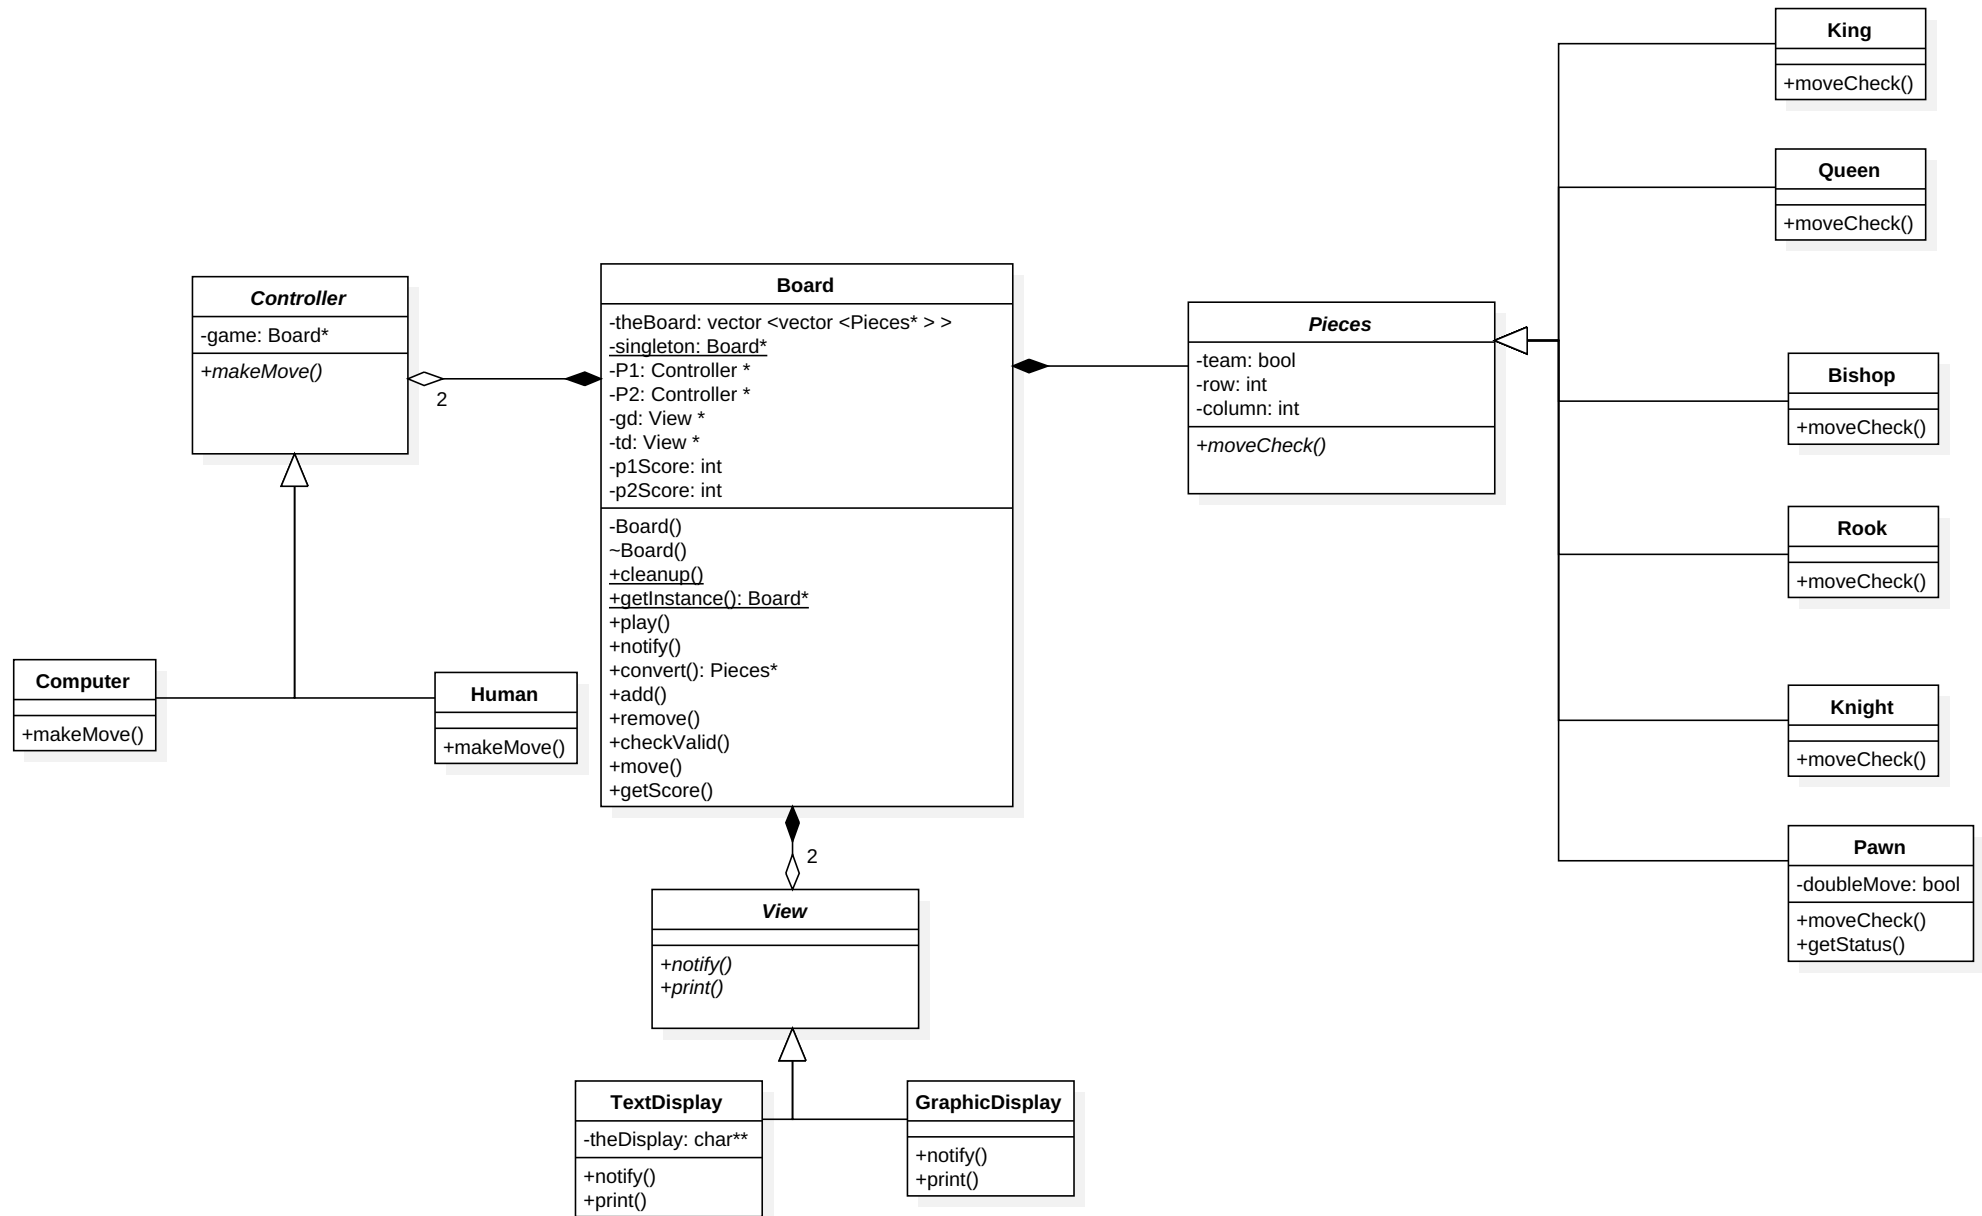 King
+moveCheck()
Queen
+moveCheck()
Controller
-game: Board*
+makeMove()
2
Board
-theBoard: vector <vector <Pieces* > >
-singleton: Board*
-P1: Controller *
-P2: Controller *
-gd: View *
-td: View *
-p1Score: int
-p2Score: int
-Board()
~Board()
+cleanup()
+getInstance(): Board*
+play()
+notify()
+convert(): Pieces*
+add()
+remove()
+checkValid()
+move()
+getScore()
Pieces
-team: bool
-row: int
-column: int
+moveCheck()
Bishop
+moveCheck()
Rook
+moveCheck()
Computer
+makeMove()
Human
+makeMove()
Knight
+moveCheck()
Pawn
-doubleMove: bool
+moveCheck()
+getStatus()
2
View
+notify()
+print()
TextDisplay
-theDisplay: char**
+notify()
+print()
GraphicDisplay
+notify()
+print()